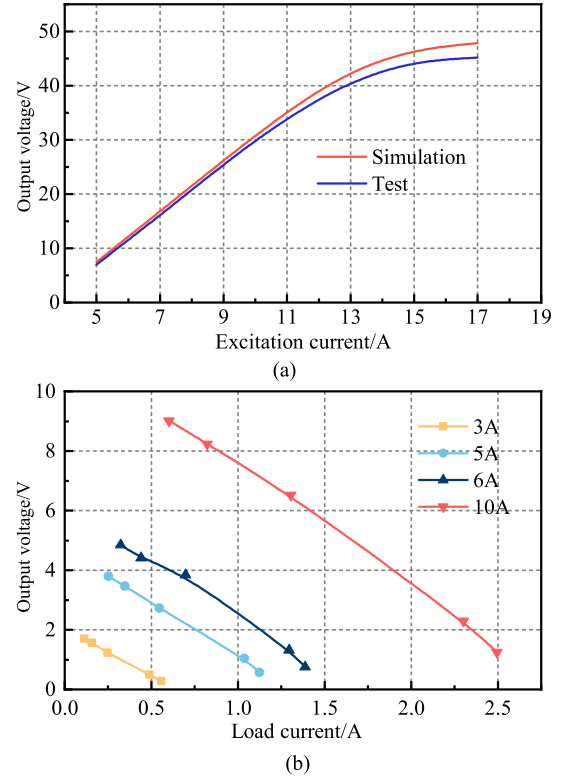 50
40
30
20
10
0
Output voltage/V
Simulation
Test
5 7 9 11 13 15 17 19
Excitation current/A
(a)
10
8
6
4
2
0
Output voltage/V
3A
5A
6A
10A
0.0 0.5 1.0 1.5 2.0 2.5
Load current/A
(b)